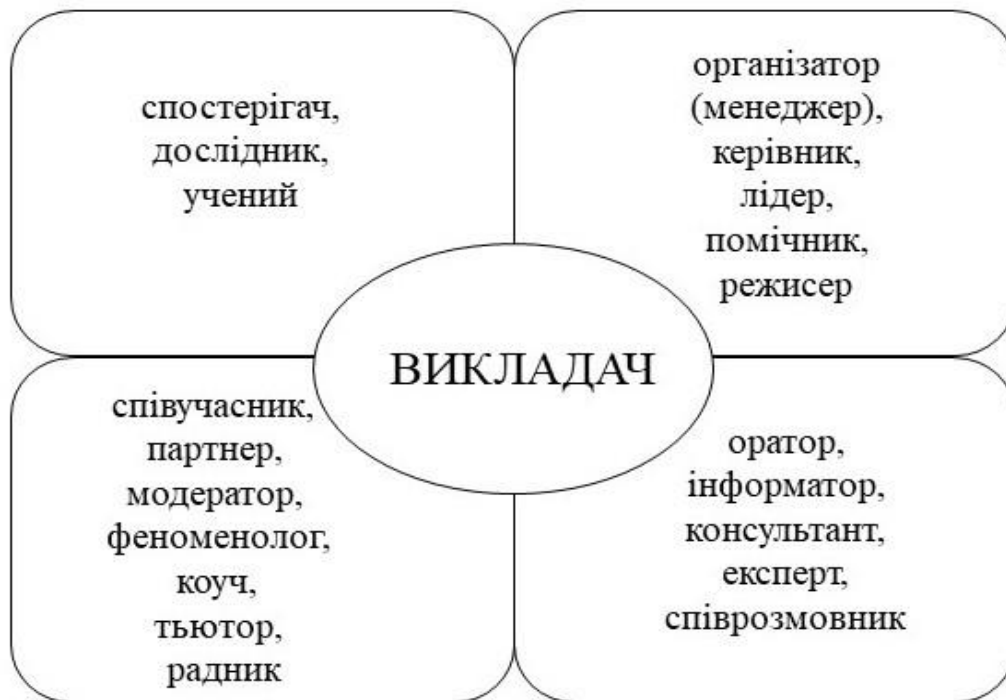 спостерігач,
дослідник,
учений
організатор
(менеджер),
керівник,
лідер,
помічник,
режисер
ВИКЛАДАЧ
співучасник,
партнер,
модератор,
феноменолог,
коуч,
тьютор,
радник
оратор,
інформатор,
консультант,
експерт,
співрозмовник